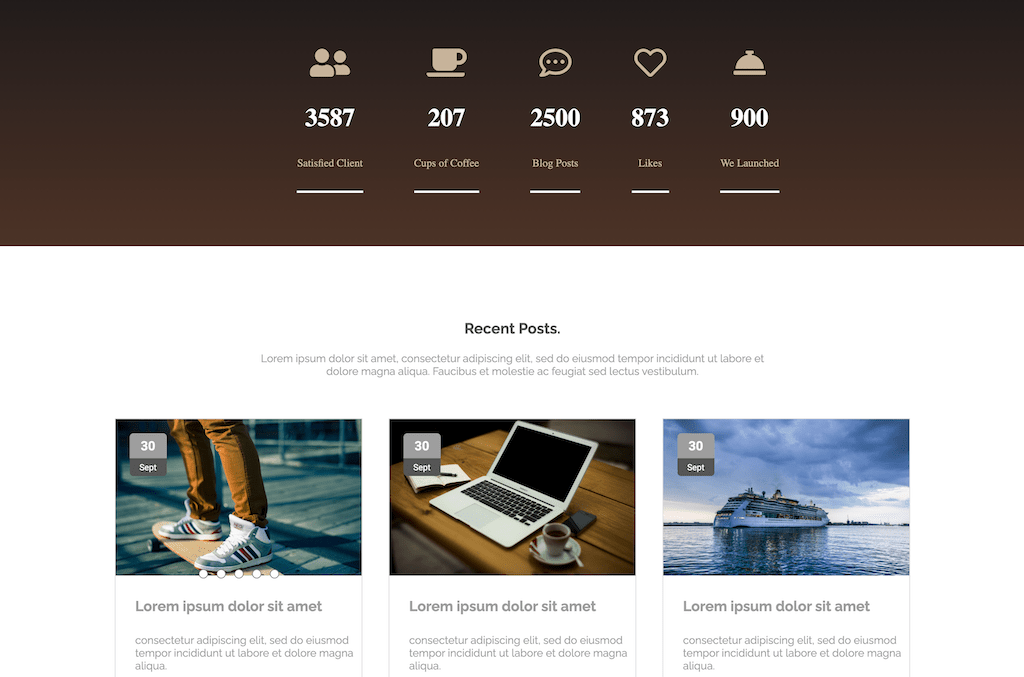 3587 207 2500 873 900
Satisfied Client Cups of Coffee Blog Posts Likes We Launched
Recent Posts.
Lorem ipsum dolor sit amet, consectetur adipiscing elit, sed do eiusmod tempor incididunt ut labore et
dolore magna aliqua. Faucibus et molestie ac feugiat sed lectus vestibulum.
30 30 30
Sept Sept Sept
Lorem ipsum dolor sit amet Lorem ipsum dolor sit amet Lorem ipsum dolor sit amet
consectetur adipiscing elit, sed do eiusmod consectetur adipiscing elit, sed do eiusmod consectetur adipiscing elit, sed do eiusmod
tempor incididunt ut labore et dolore magna tempor incididunt ut labore et dolore magna tempor incididunt ut labore et dolore magna
aliqua. aliqua. aliqua.